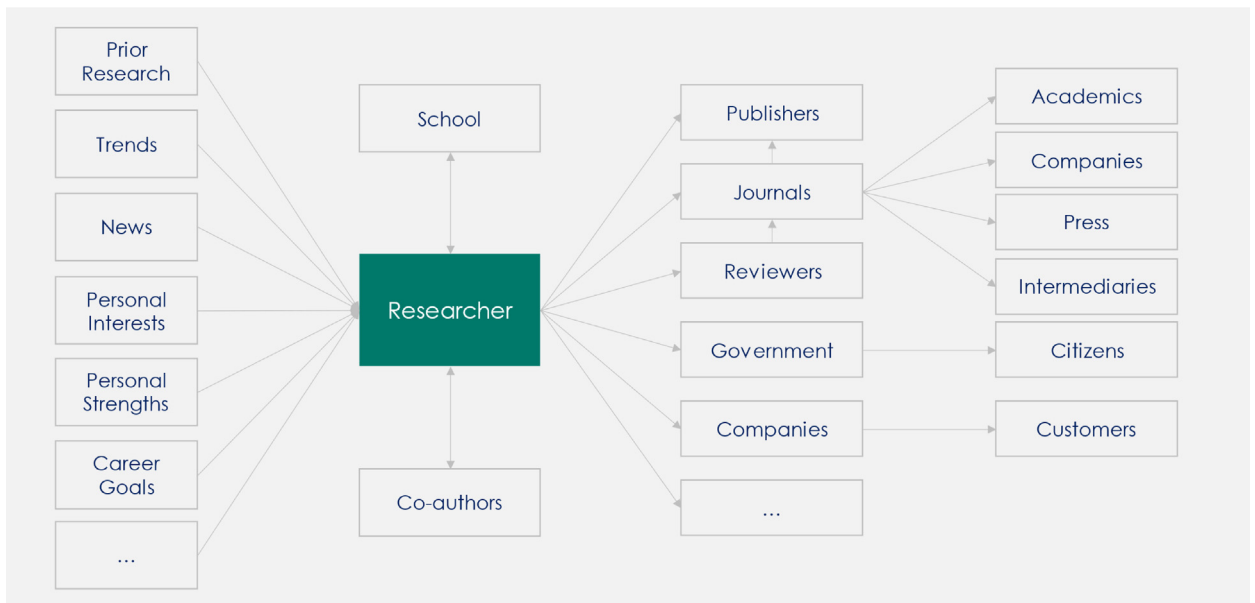 Prior
Research
Trends
News
Personal
Interests
Personal
Strengths
Career
Goals
...
School
Researcher
Co-authors
Publishers
Journals
Reviewers
Government
Companies
...
Academics
Companies
Press
Intermediaries
Citizens
Customers